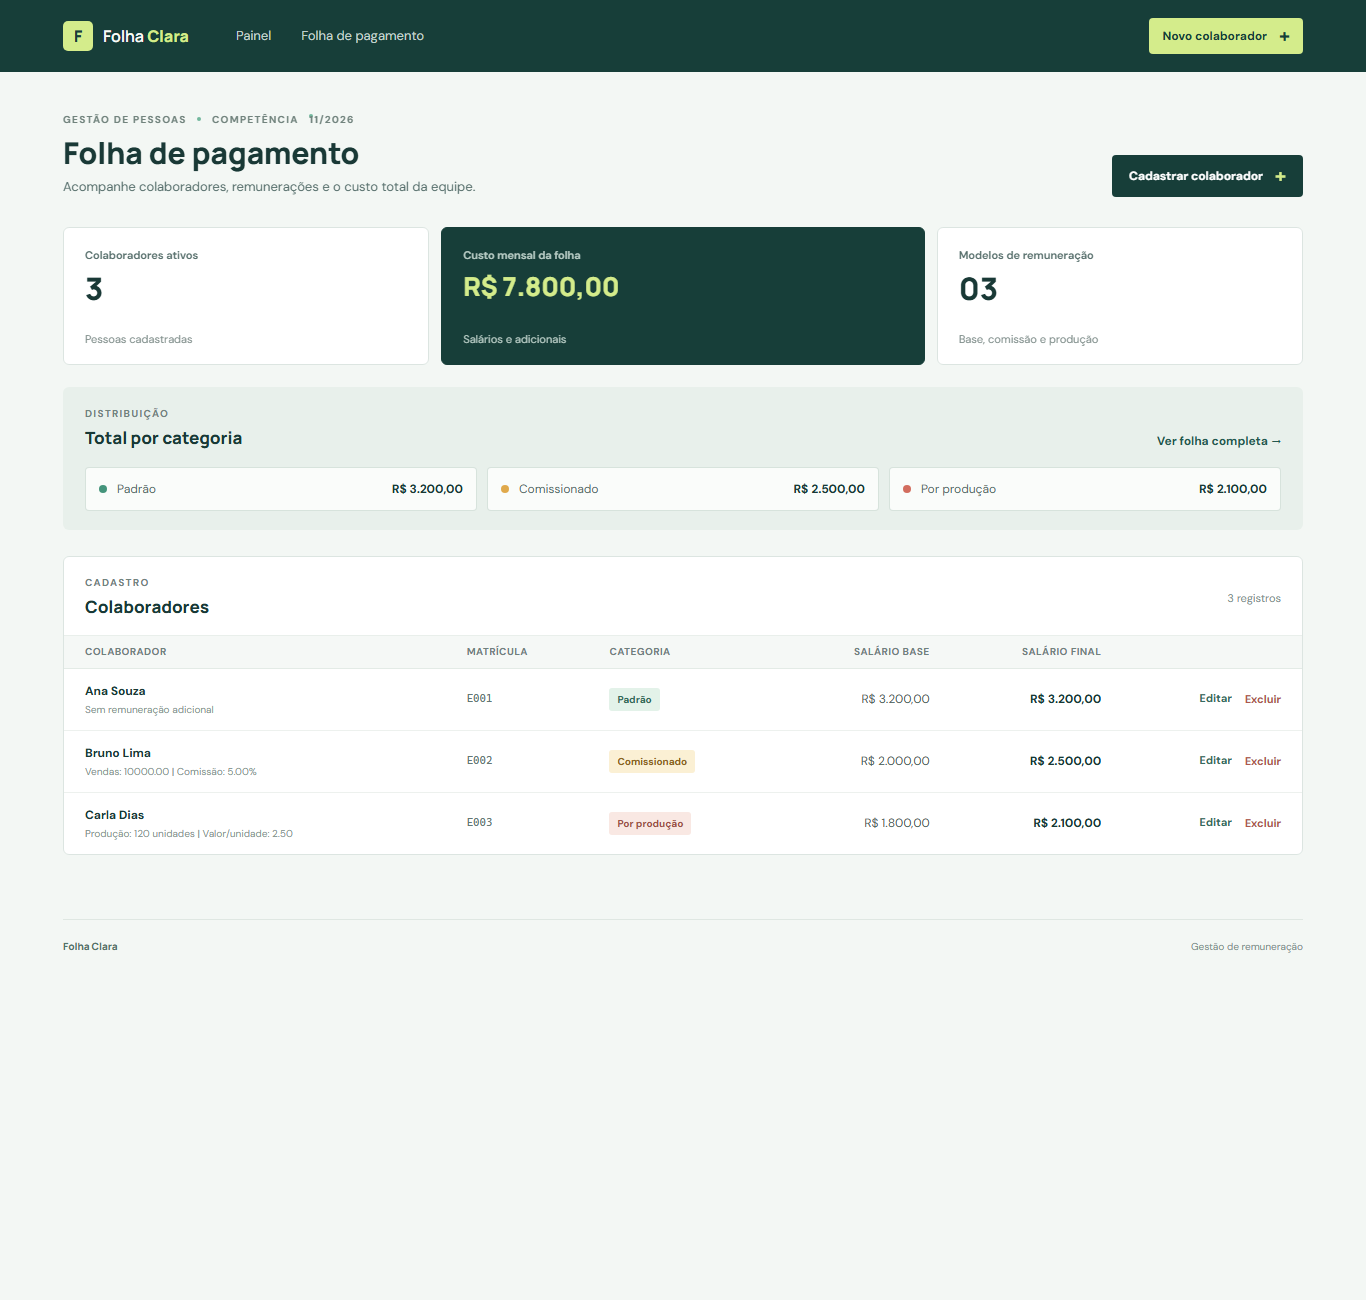 F Folha Clara Painel Folha de pagamento Novo colaborador +
GESTÃO DE PESSOAS • COMPETÊNCIA
Folha de pagamento
Acompanhe colaboradores, remunerações e o custo total da equipe.
Cadastrar colaborador +
Colaboradores ativos
3
Pessoas cadastradas
Custo mensal da folha
R$ 7.800,00
Salários e adicionais
Modelos de remuneração
03
Base, comissão e produção
DISTRIBUIÇÃO
Total por categoria
Ver folha completa →
Padrão R$ 3.200,00
Comissionado R$ 2.500,00
Por produção R$ 2.100,00
CADASTRO
Colaboradores
3 registros
COLABORADOR MATRÍCULA CATEGORIA SALÁRIO BASE SALÁRIO FINAL
Ana Souza
Sem remuneração adicional
E001 Padrão R$ 3.200,00 R$ 3.200,00 Editar Excluir
Bruno Lima
Vendas: 10000.00 | Comissão: 5.00%
E002 Comissionado R$ 2.000,00 R$ 2.500,00 Editar Excluir
Carla Dias
Produção: 120 unidades | Valor/unidade: 2.50
E003 Por produção R$ 1.800,00 R$ 2.100,00 Editar Excluir
Folha Clara
Gestão de remuneração